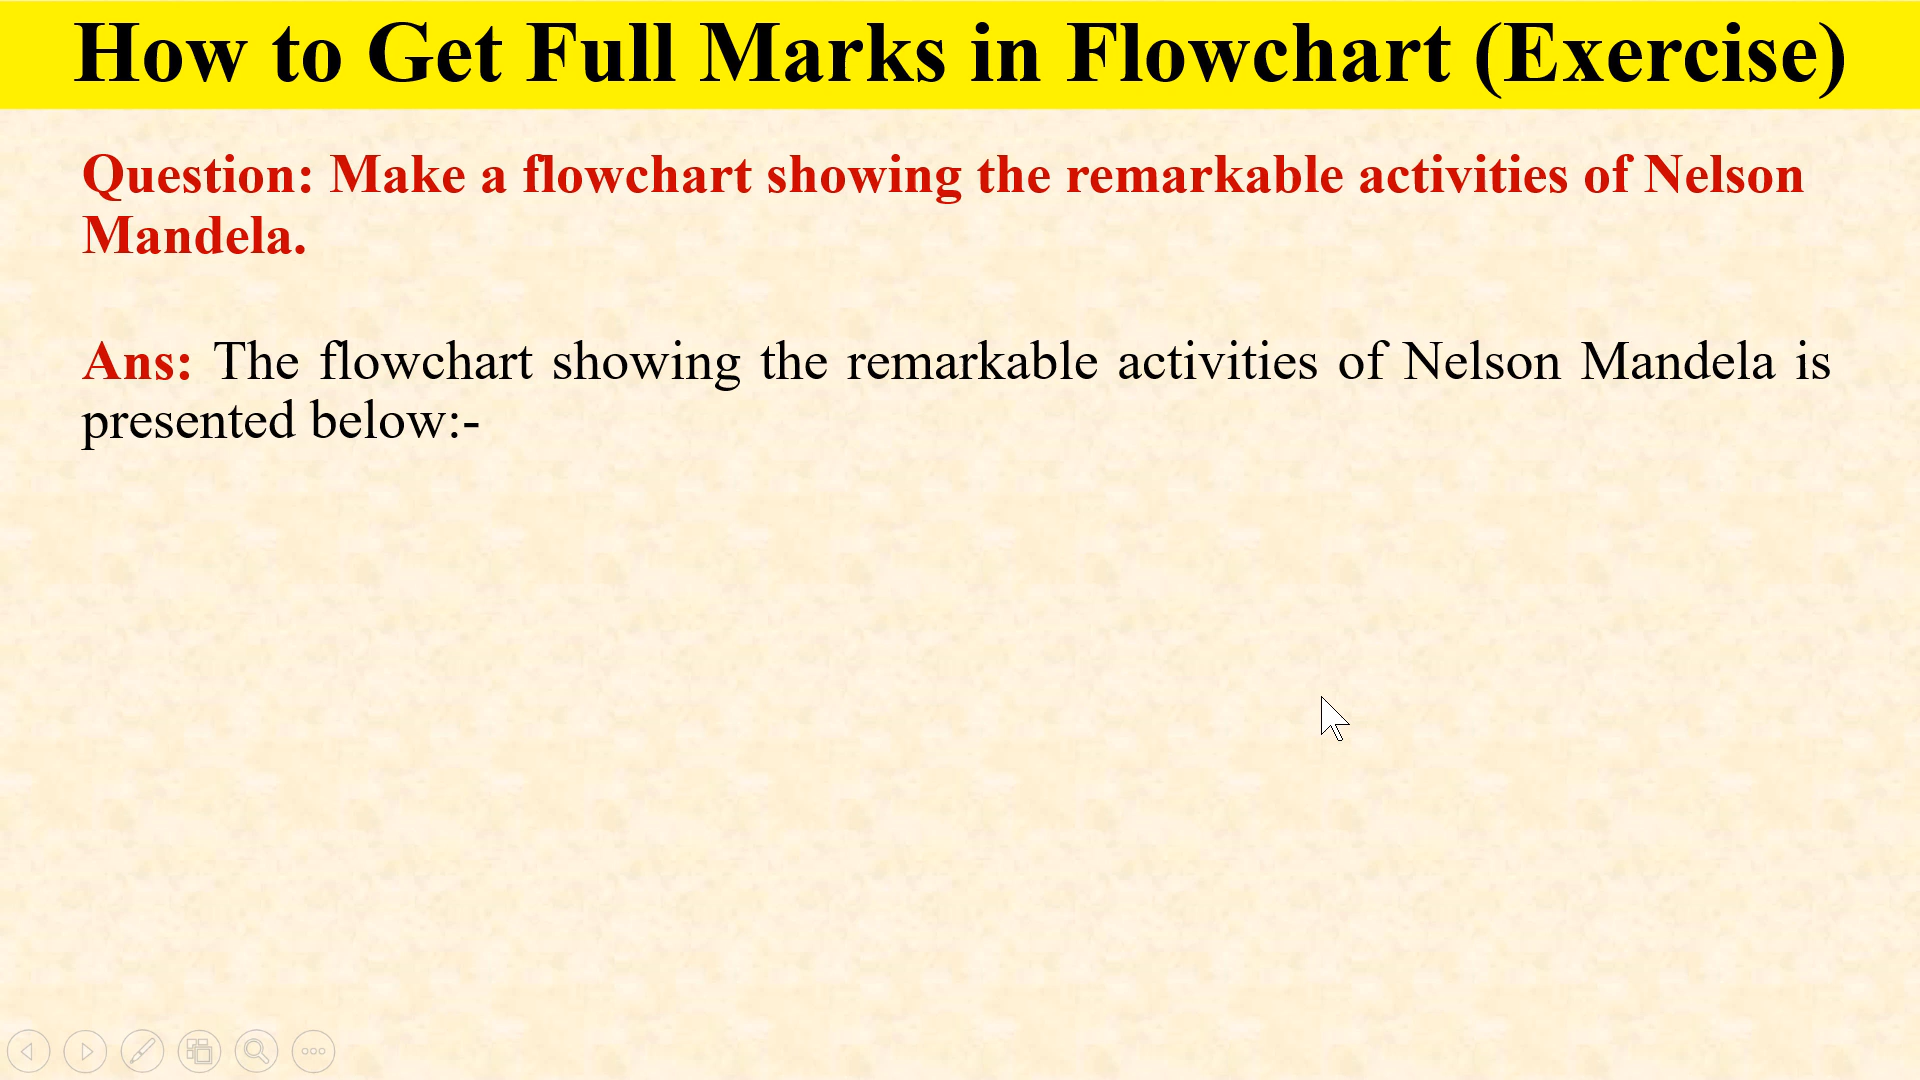 How to Get Full Marks in Flowchart (Exercise)
Question: Make a flowchart showing the remarkable activities of Nelson
Mandela.
Ans: The flowchart showing the remarkable activities of Nelson Mandela is
presented below:-